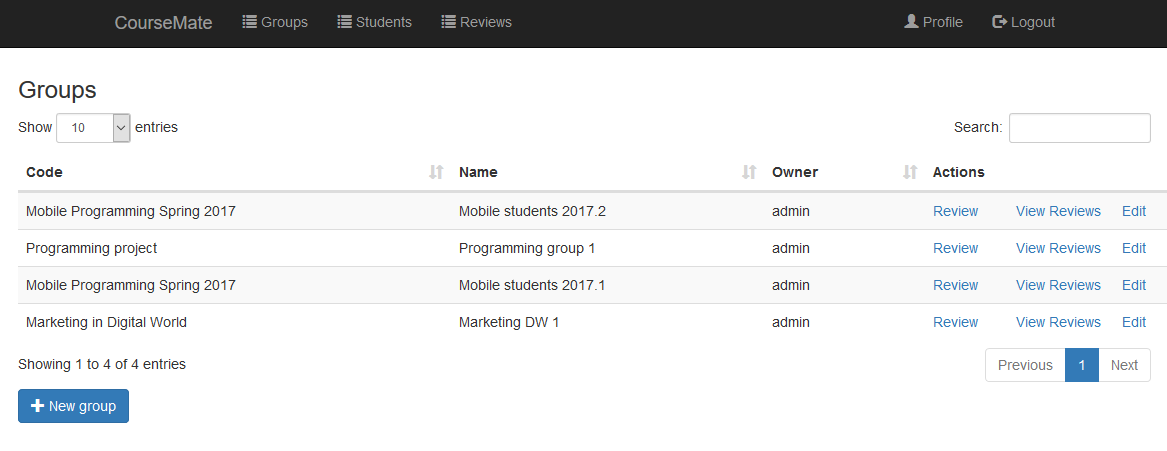 CourseMate Groups Students Reviews Profile Logout
Groups
Show 10 entries Search:
Code Name Owner Actions
Mobile Programming Spring 2017 Mobile students 2017.2 admin Review View Reviews Edit
Programming project Programming group 1 admin Review View Reviews Edit
Mobile Programming Spring 2017 Mobile students 2017.1 admin Review View Reviews Edit
Marketing in Digital World Marketing DW 1 admin Review View Reviews Edit
Showing 1 to 4 of 4 entries Previous 1 Next
New group